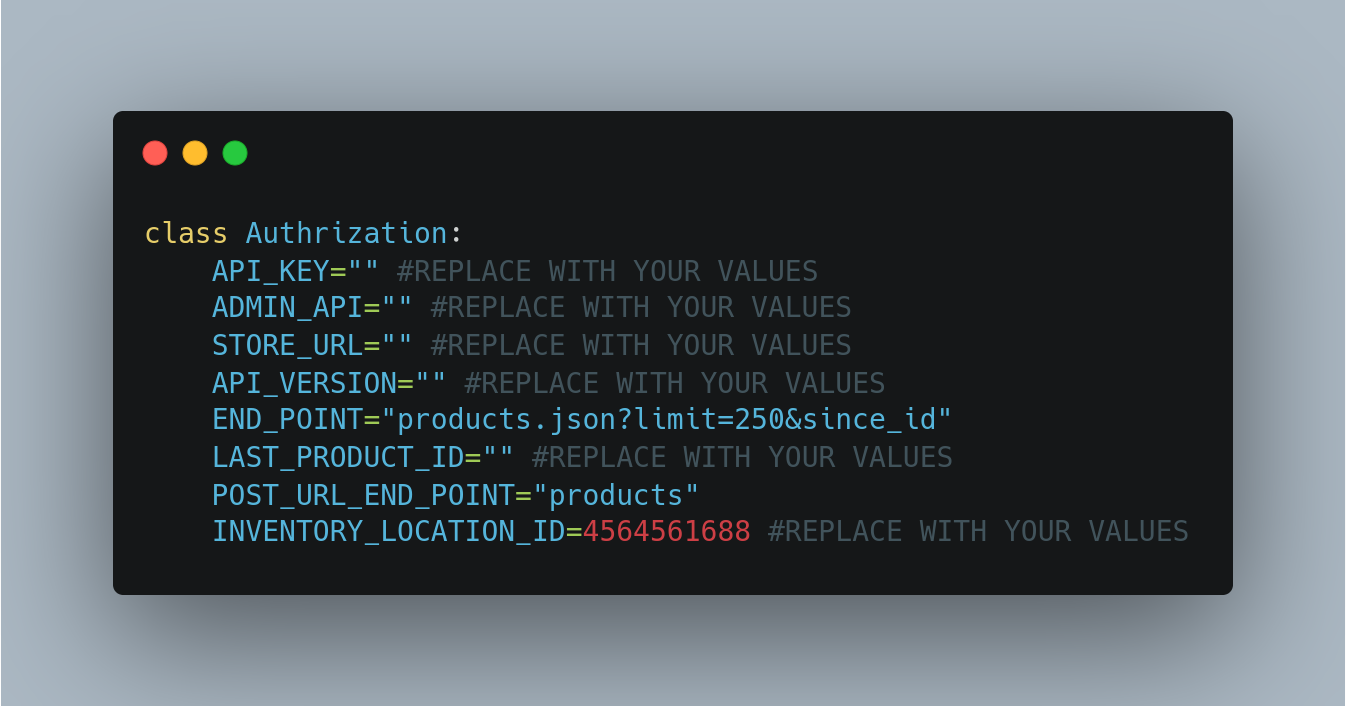 class Authrization:
    API_KEY="" #REPLACE WITH YOUR VALUES
    ADMIN_API="" #REPLACE WITH YOUR VALUES
    STORE_URL="" #REPLACE WITH YOUR VALUES
    API_VERSION="" #REPLACE WITH YOUR VALUES
    END_POINT="products.json?limit=250&since_id"
    LAST_PRODUCT_ID="" #REPLACE WITH YOUR VALUES
    POST_URL_END_POINT="products"
    INVENTORY_LOCATION_ID=4564561688 #REPLACE WITH YOUR VALUES